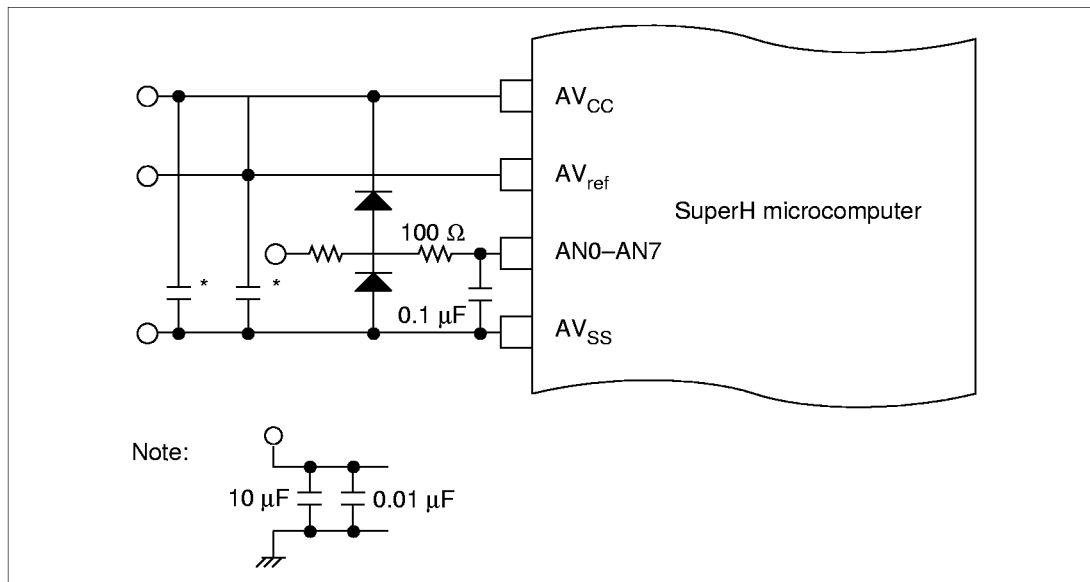 AVCC
AVref
SuperH microcomputer
100 Ω
AN0–AN7
* *
0.1 μF
AVSS
Note:
10 μF 0.01 μF